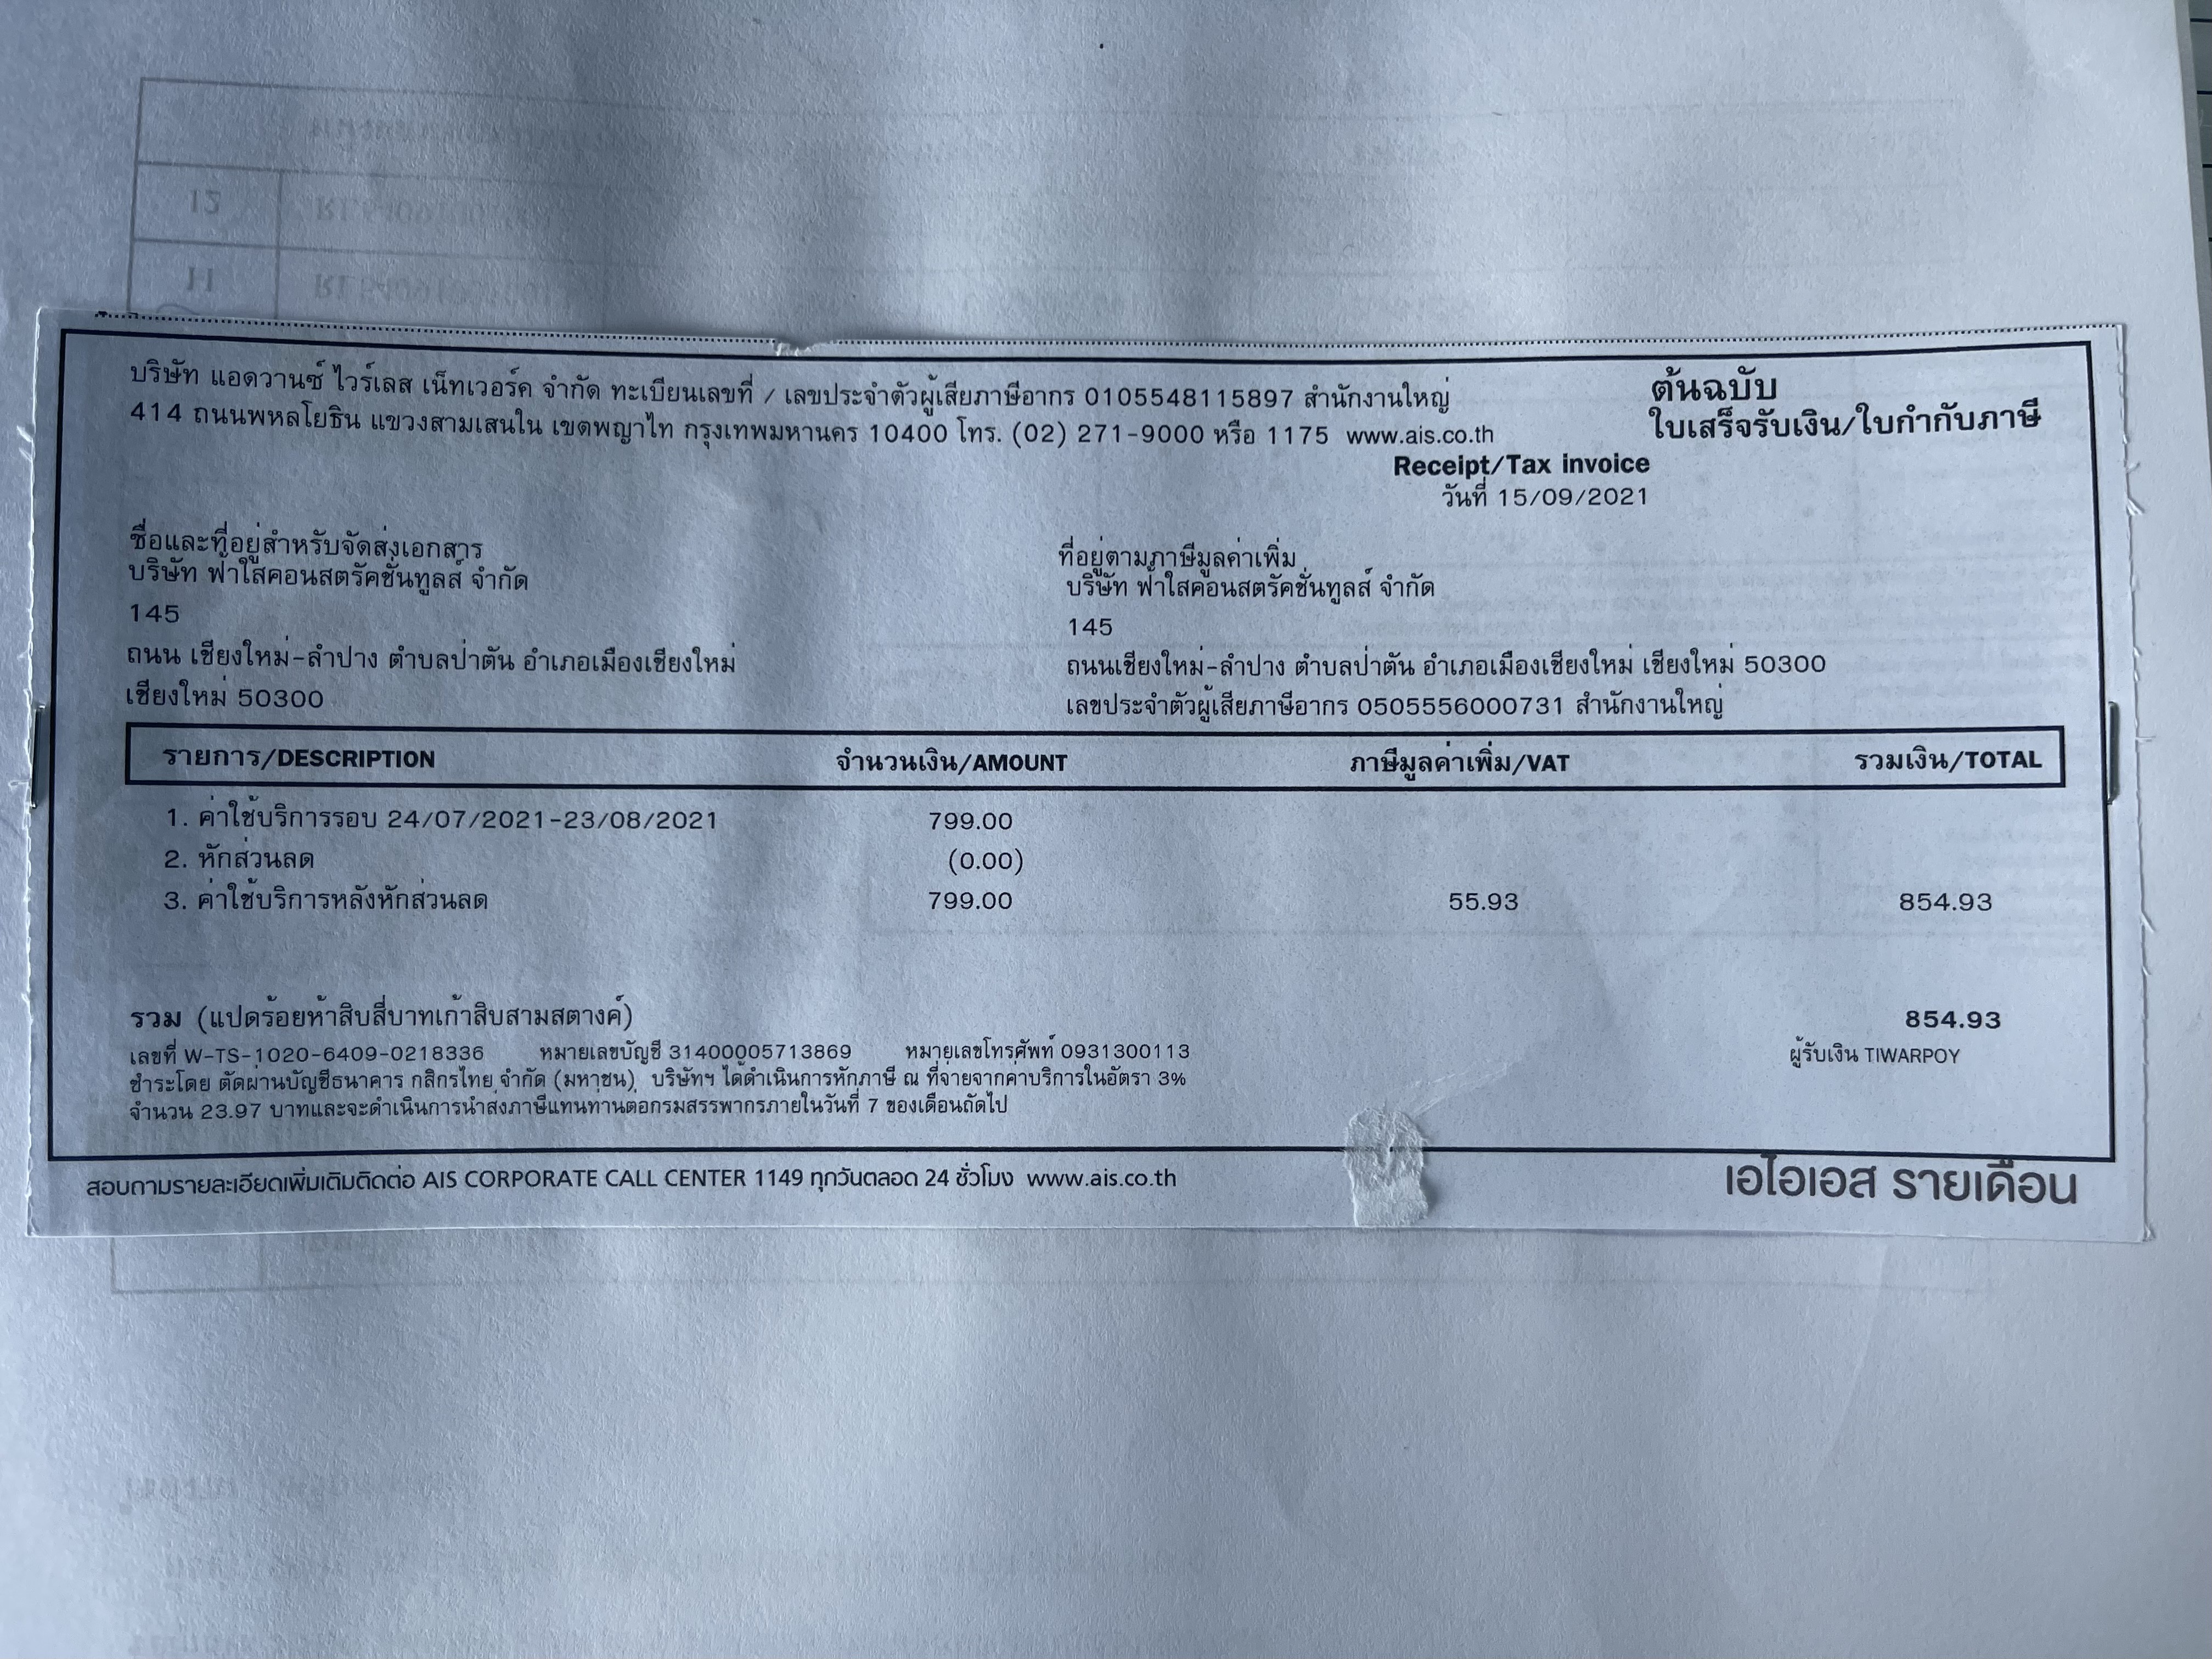 บริษัท แอดวานซ์ ไวร์เลส เน็ทเวอร์ค จำกัด ทะเบียนเลขที่ / เลขประจำตัวผู้เสียภาษีอากร 0105548115897 สำนักงานใหญ่
414 ถนนพหลโยธิน แขวงสามเสนใน เขตพญาไท กรุงเทพมหานคร 10400 โทร. (02) 271-9000 หรือ 1175 www.ais.co.th
ต้นฉบับ
ใบเสร็จรับเงิน/ใบกำกับภาษี
Receipt/Tax invoice
วันที่ 15/09/2021
ชื่อและที่อยู่สำหรับจัดส่งเอกสาร
บริษัท ฟ้าใสคอนสตรัคชั่นทูลส์ จำกัด
145
ถนน เชียงใหม่-ลำปาง ตำบลป่าตัน อำเภอเมืองเชียงใหม่
เชียงใหม่ 50300
ที่อยู่ตามภาษีมูลค่าเพิ่ม
บริษัท ฟ้าใสคอนสตรัคชั่นทูลส์ จำกัด
145
ถนนเชียงใหม่-ลำปาง ตำบลป่าตัน อำเภอเมืองเชียงใหม่ เชียงใหม่ 50300
เลขประจำตัวผู้เสียภาษีอากร 0505556000731 สำนักงานใหญ่
รายการ/DESCRIPTION จำนวนเงิน/AMOUNT ภาษีมูลค่าเพิ่ม/VAT รวมเงิน/TOTAL
1. ค่าใช้บริการรอบ 24/07/2021-23/08/2021 799.00
2. หักส่วนลด (0.00)
3. ค่าใช้บริการหลังหักส่วนลด 799.00 55.93 854.93
รวม (แปดร้อยห้าสิบสี่บาทเก้าสิบสามสตางค์) 854.93
เลขที่ W-TS-1020-6409-0218336 หมายเลขบัญชี 31400005713869 หมายเลขโทรศัพท์ 0931300113 ผู้รับเงิน TIWARPOY
ชำระโดย ตัดผ่านบัญชีธนาคาร กสิกรไทย จำกัด (มหาชน) บริษัทฯ ได้ดำเนินการหักภาษี ณ ที่จ่ายจากค่าบริการในอัตรา 3%
จำนวน 23.97 บาทและจะดำเนินการนำส่งภาษีแทนท่านต่อกรมสรรพากรภายในวันที่ 7 ของเดือนถัดไป
สอบถามรายละเอียดเพิ่มเติมติดต่อ AIS CORPORATE CALL CENTER 1149 ทุกวันตลอด 24 ชั่วโมง www.ais.co.th
เอไอเอส รายเดือน